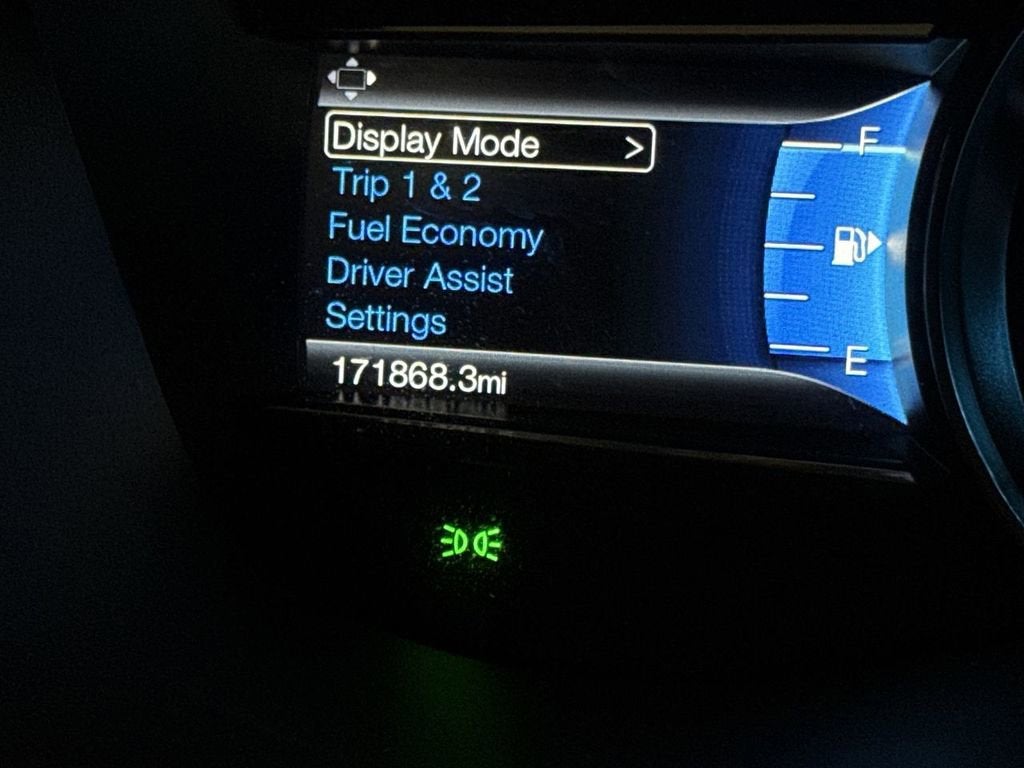 Display Mode >
Trip 1 & 2
Fuel Economy
Driver Assist
Settings
171868.3mi
F
E